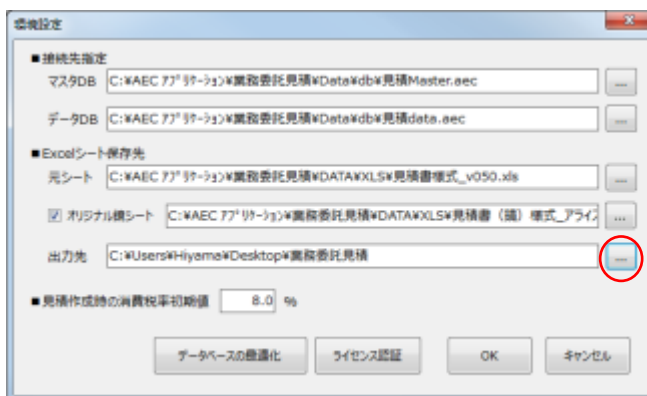 環境設定
■接続先指定
マスタDB C:¥AEC アプリケーション¥業務委託見積¥Data¥db¥見積Master.aec ...
データDB C:¥AEC アプリケーション¥業務委託見積¥Data¥db¥見積data.aec ...
■Excelシート保存先
元シート C:¥AEC アプリケーション¥業務委託見積¥DATA¥XLS¥見積書様式_v050.xls ...
オリジナル鏡シート C:¥AEC アプリケーション¥業務委託見積¥DATA¥XLS¥見積書（鏡）様式_アライズ ...
出力先 C:¥Users¥Hiyama¥Desktop¥業務委託見積 ...
■見積作成時の消費税率初期値 8.0 %
データベースの最適化 ライセンス認証 OK キャンセル